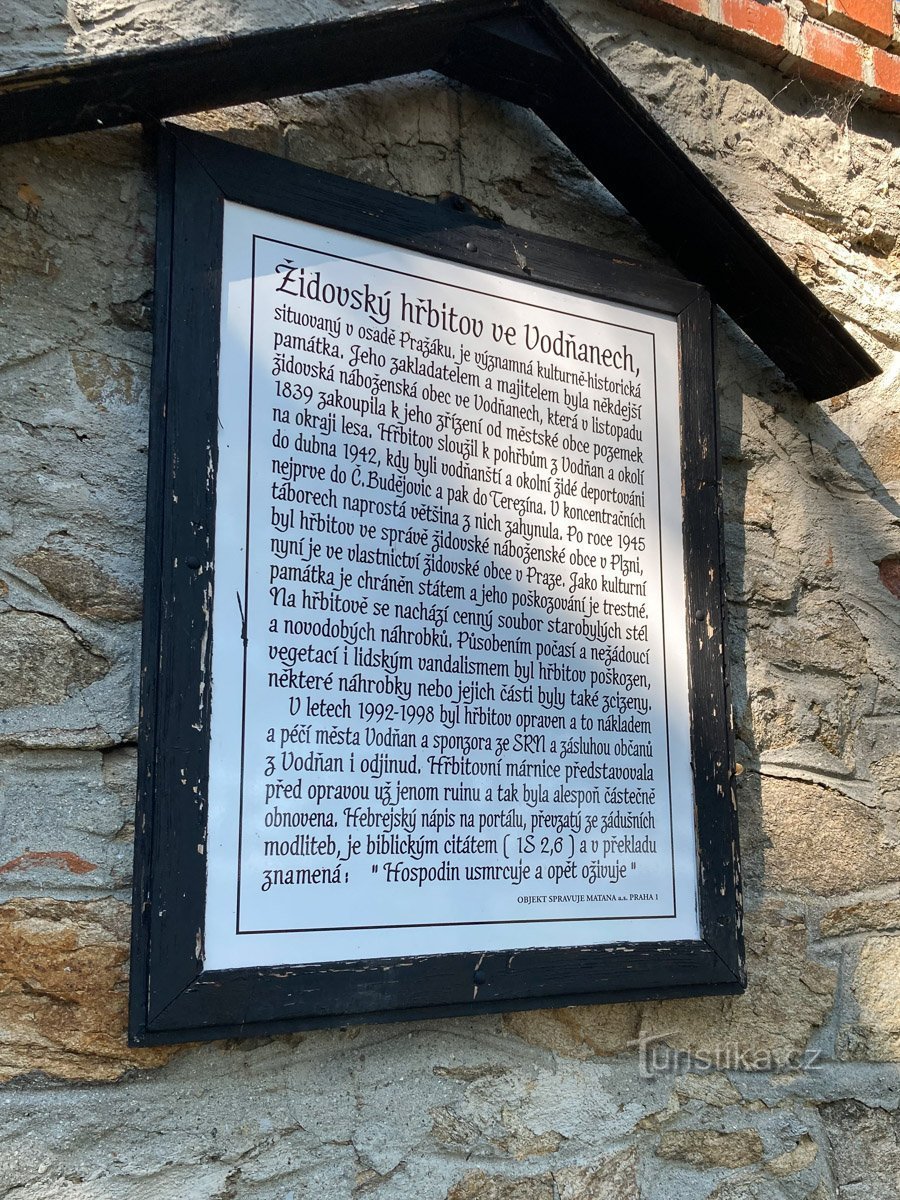 Židovský hřbitov ve Vodňanech,
situovaný v osadě Pražáku, je významná kulturně-historická
památka. Jeho zakladatelem a majitelem byla někdejší
židovská náboženská obec ve Vodňanech, která v listopadu
1839 zakoupila k jeho zřízení od městské obce pozemek
na okraji lesa. Hřbitov sloužil k pohřbům z Vodňan a okolí
do dubna 1942, kdy byli vodňanští a okolní židé deportováni
nejprve do Č. Budějovic a pak do Terezína. V koncentračních
táborech naprostá většina z nich zahynula. Po roce 1945
byl hřbitov ve správě židovské náboženské obce v Plzni,
nyní je ve vlastnictví židovské obce v Praze. Jako kulturní
památka je chráněn státem a jeho poškozování je trestné.
Na hřbitově se nachází cenný soubor starobylých stél
a novodobých náhrobků. Působením počasí a nežádoucí
vegetací i lidským vandalismem byl hřbitov poškozen,
některé náhrobky nebo jejich části byly také zcizeny.
V letech 1992-1998 byl hřbitov opraven a to nákladem
a péčí města Vodňan a sponzora ze SRN a zásluhou občanů
z Vodňan i odjinud. Hřbitovní márnice představovala
před opravou už jenom ruinu a tak byla alespoň částečně
obnovena. Hebrejský nápis na portálu, převzatý ze zádušních
modliteb, je biblickým citátem ( 1S 2,6 ) a v překladu
znamená: " Hospodin usmrcuje a opět oživuje "
OBJEKT SPRAVUJE MATANA a.s. PRAHA 1
Turistika.cz